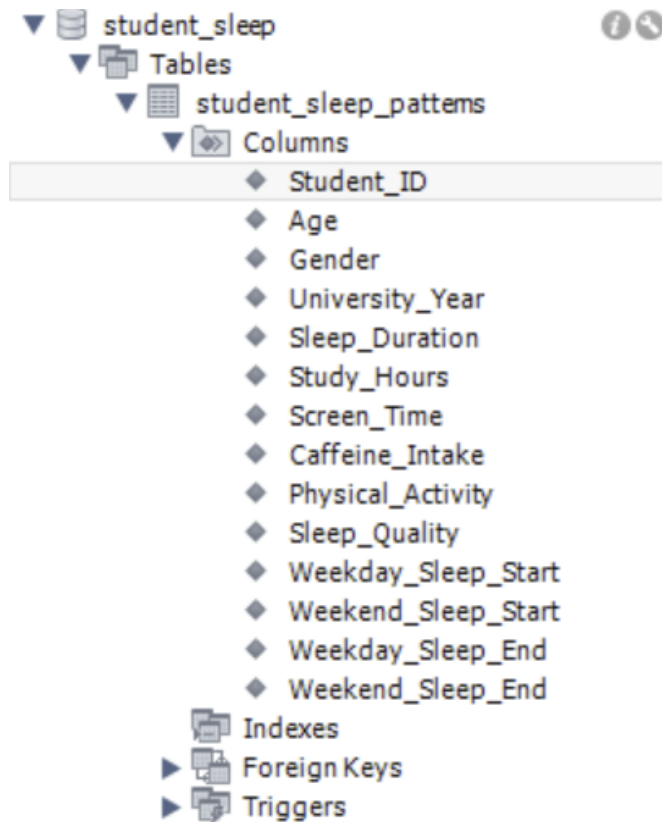 student_sleep
Tables
student_sleep_patterns
Columns
Student_ID
Age
Gender
University_Year
Sleep_Duration
Study_Hours
Screen_Time
Caffeine_Intake
Physical_Activity
Sleep_Quality
Weekday_Sleep_Start
Weekend_Sleep_Start
Weekday_Sleep_End
Weekend_Sleep_End
Indexes
Foreign Keys
Triggers